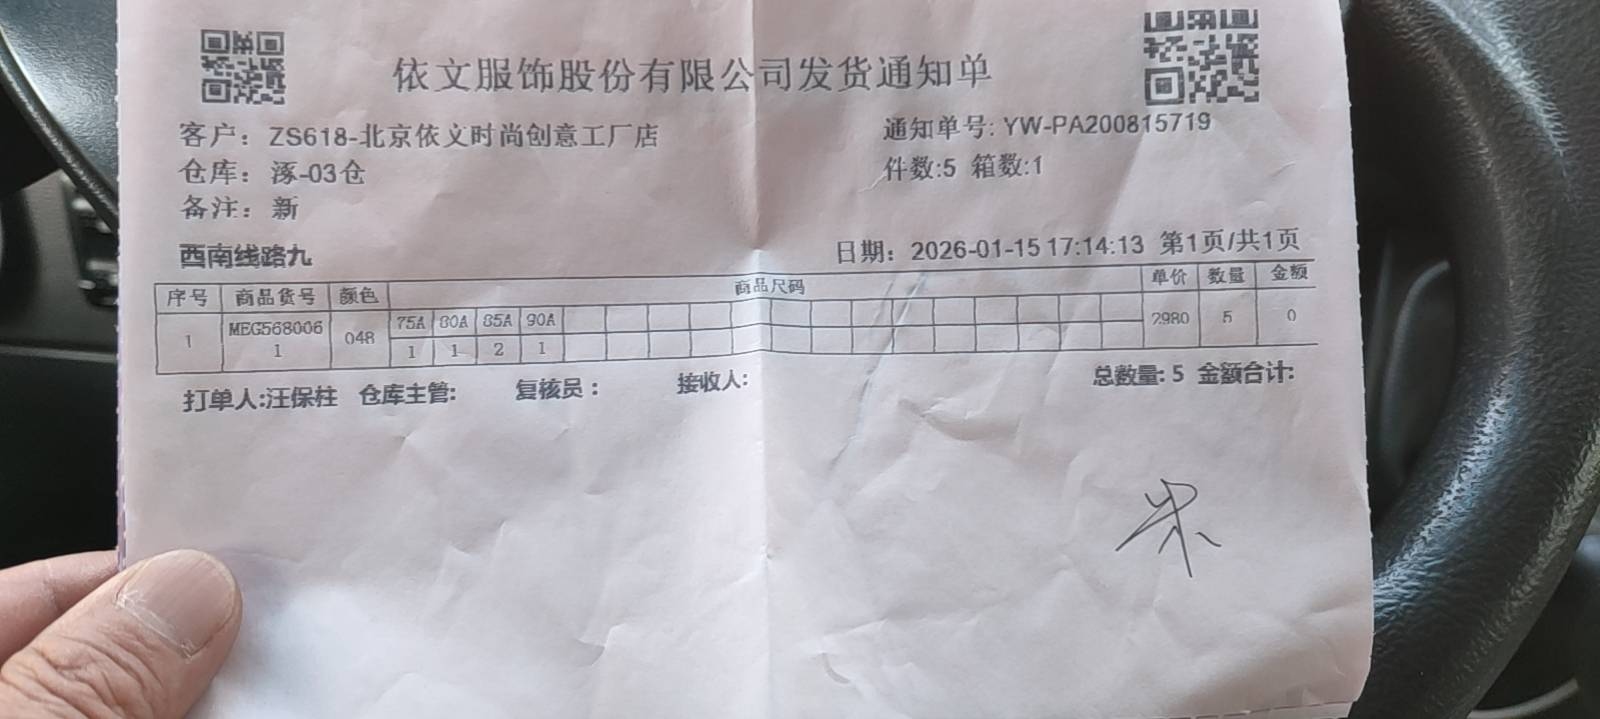 依文服饰股份有限公司发货通知单
客户：ZS618-北京依文时尚创意工厂店
通知单号: YW-PA200815719
仓库：涿-03仓
件数:5 箱数:1
备注：新
西南线路九
日期：2026-01-15 17:14:13 第1页/共1页
序号 商品货号 颜色 商品尺码 单价 数量 金额
1 MEG5680061 048 75A 80A 85A 90A 2980 5 0
1 1 2 1
打单人:汪保柱 仓库主管: 复核员： 接收人: 总数量: 5 金额合计: